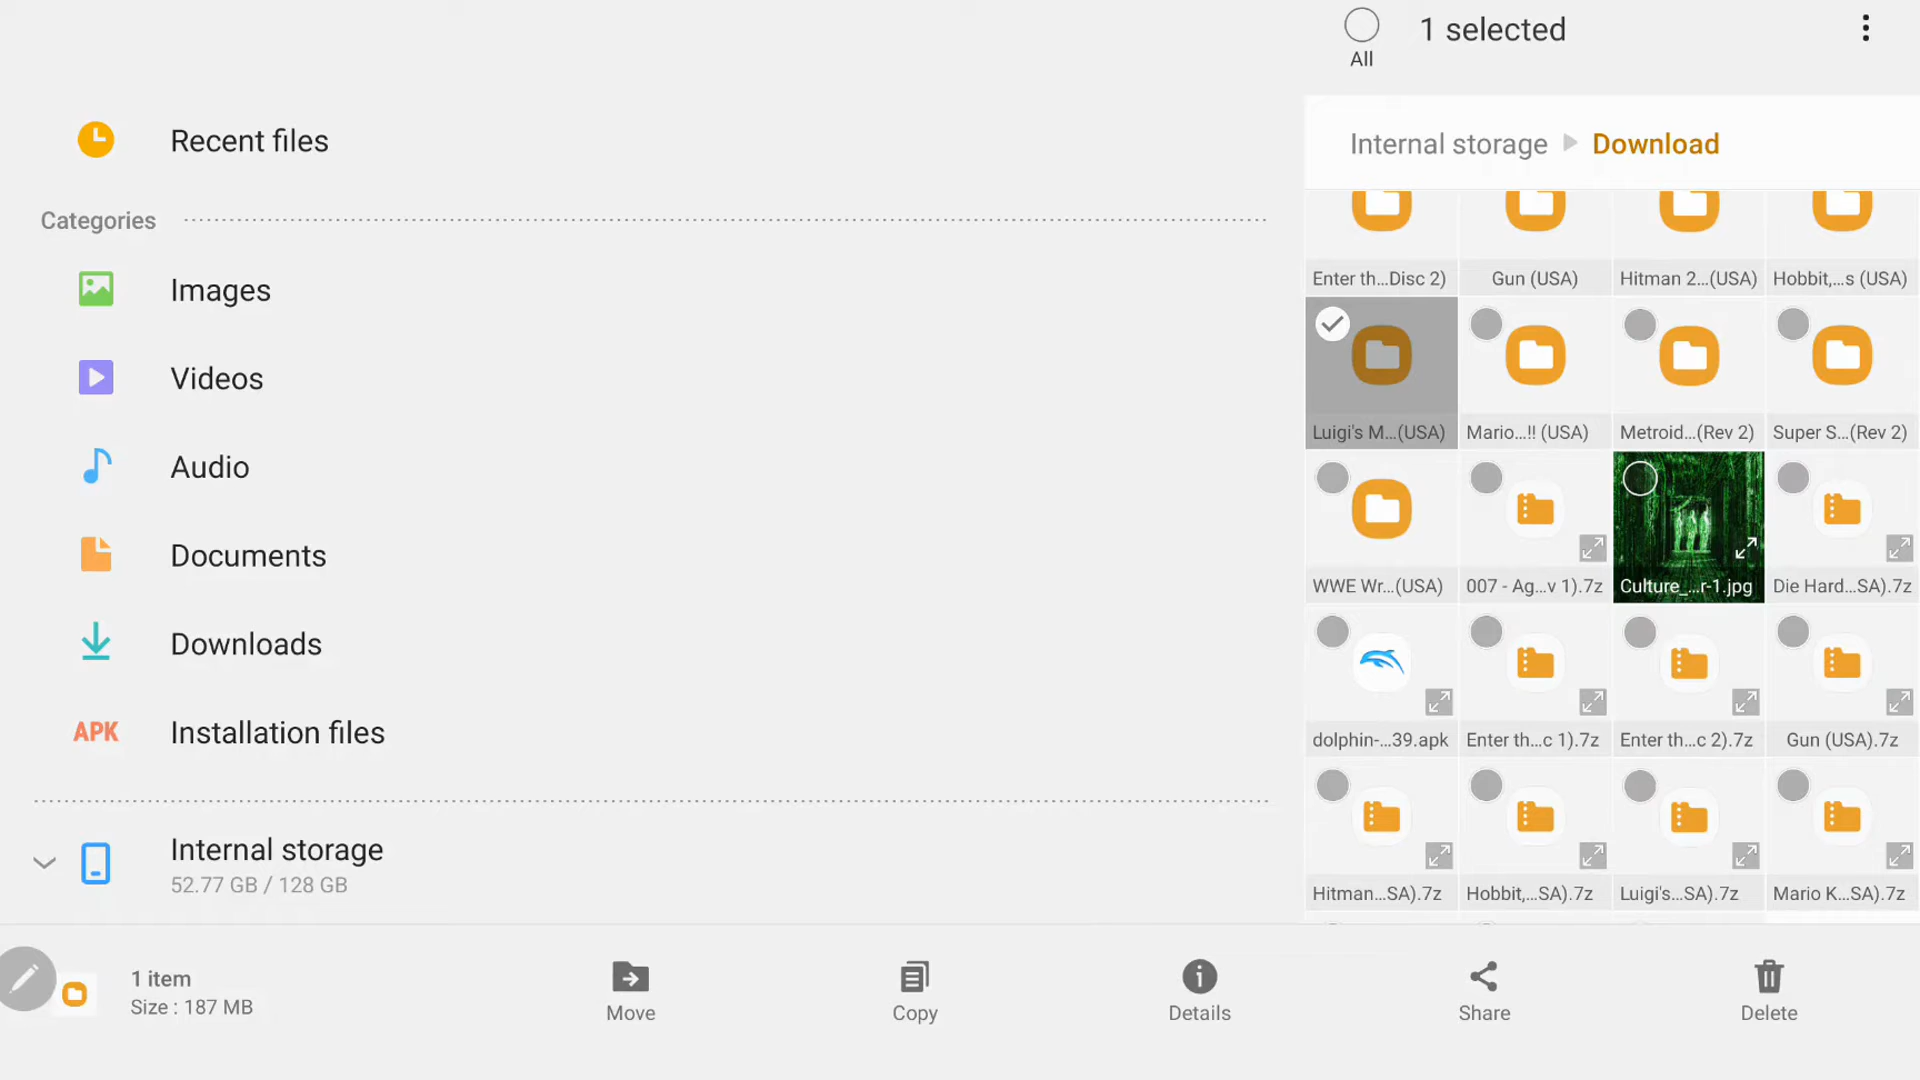 All
1 selected
Recent files
Categories
Images
Videos
Audio
Documents
Downloads
APK
Installation files
Internal storage
52.77 GB / 128 GB
Internal storage
Download
Enter th...Disc 2)
Gun (USA)
Hitman 2...(USA)
Hobbit,...s (USA)
Luigi's M...(USA)
Mario...!! (USA)
Metroid...(Rev 2)
Super S...(Rev 2)
WWE Wr...(USA)
007 - Ag...v 1).7z
Culture_...r-1.jpg
Die Hard...SA).7z
dolphin-...39.apk
Enter th...c 1).7z
Enter th...c 2).7z
Gun (USA).7z
Hitman...SA).7z
Hobbit,...SA).7z
Luigi's...SA).7z
Mario K...SA).7z
1 item
Size : 187 MB
Move
Copy
Details
Share
Delete